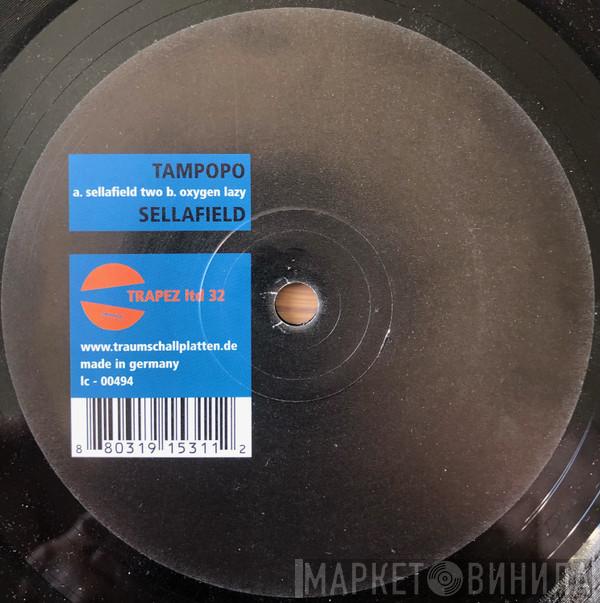 TAMPOPO
a. sellafield two b. oxygen lazy
SELLAFIELD
TRAPEZ ltd 32
www.traumschallplatten.de
made in germany
lc - 00494
8 80319 15311 2
МАРКЕТ ВИНИЛА